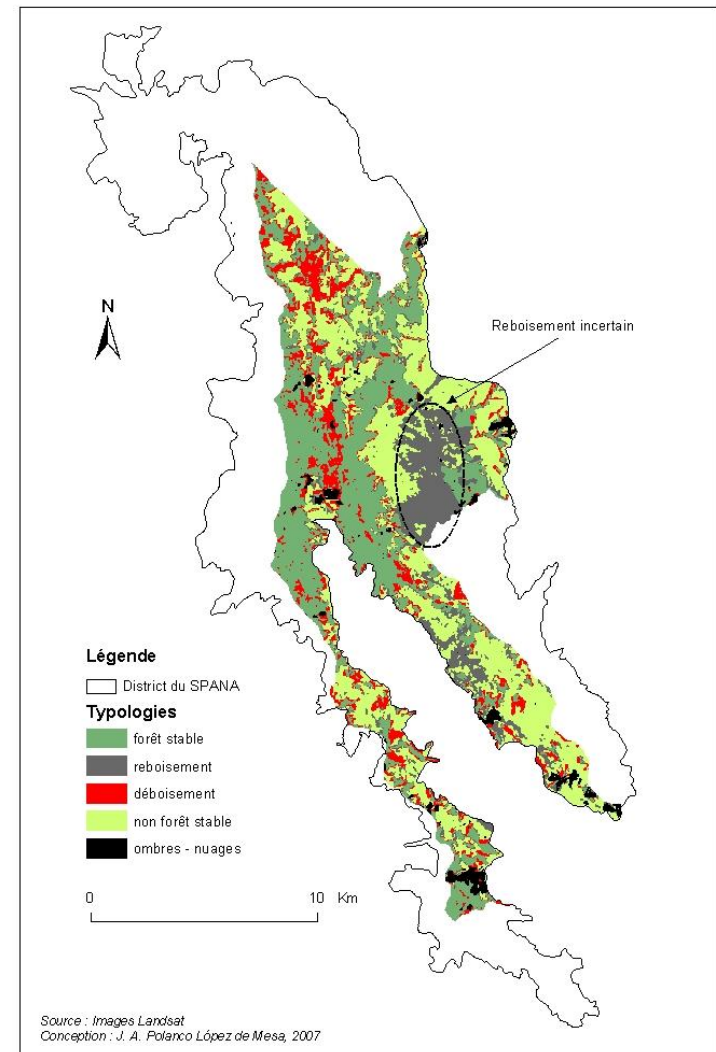 N
Reboisement incertain
Légende
District du SPANA
Typologies
forêt stable
reboisement
déboisement
non forêt stable
ombres - nuages
0 10 Km
Source : Images Landsat
Conception : J. A. Polanco López de Mesa, 2007